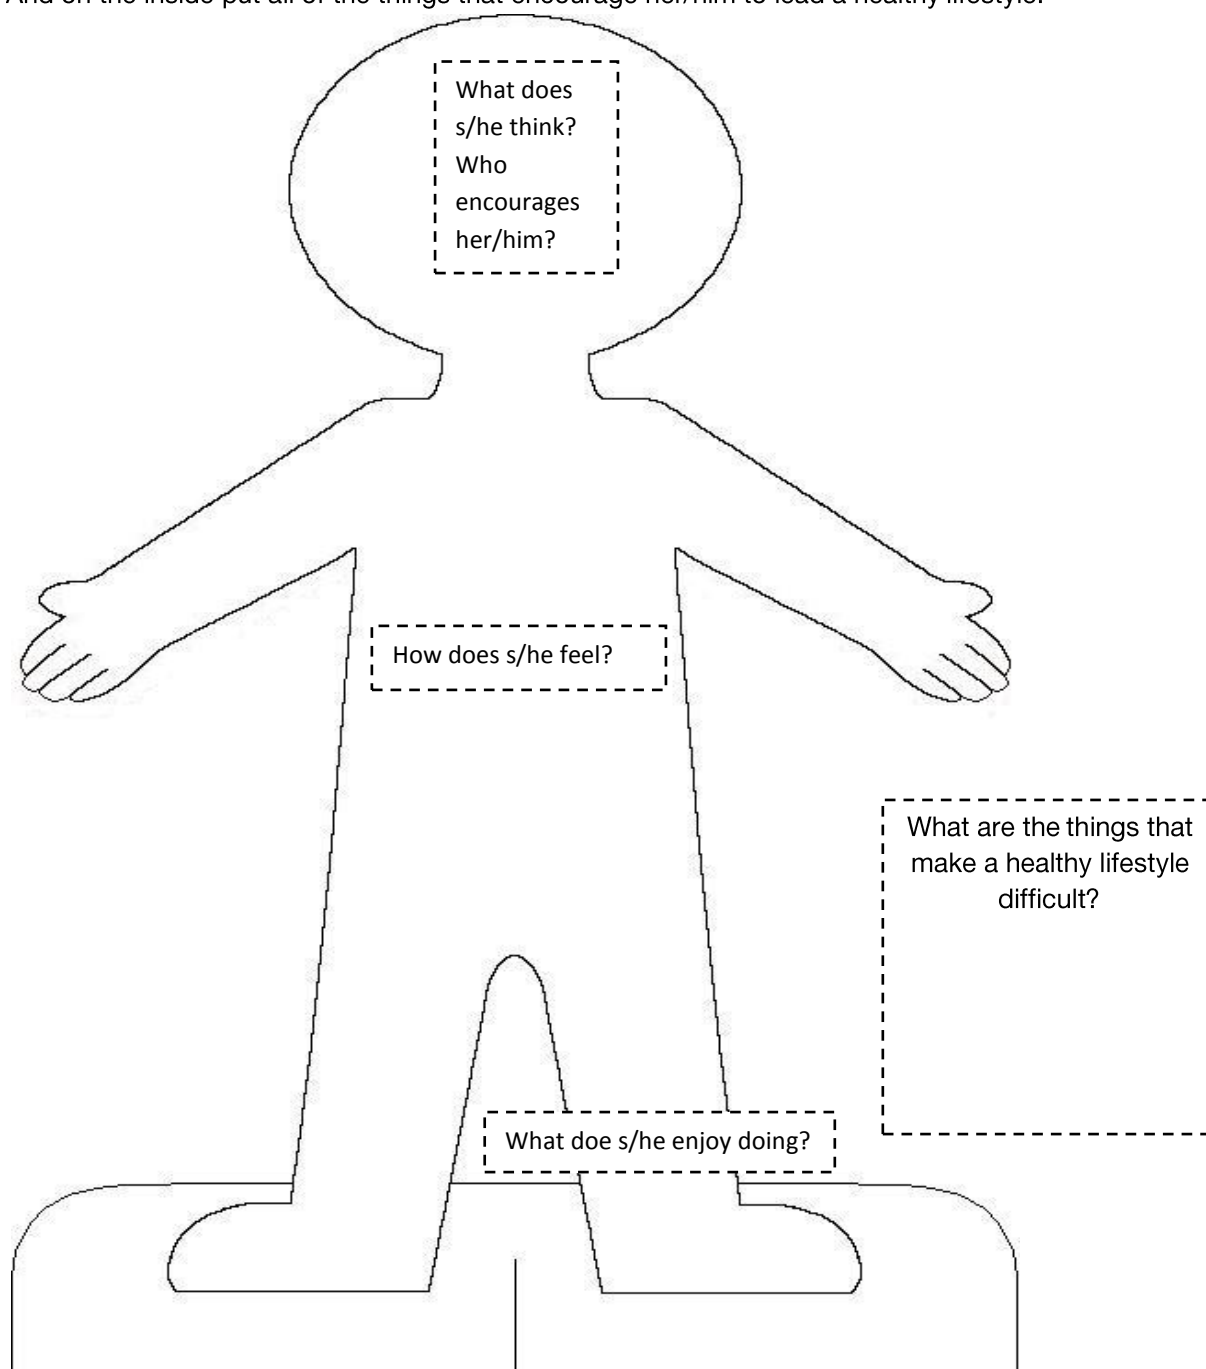 And on the inside put all of the things that encourage her/him to lead a healthy lifestyle.
What does
s/he think?
Who
encourages
her/him?
How does s/he feel?
What are the things that
make a healthy lifestyle
difficult?
What doe s/he enjoy doing?